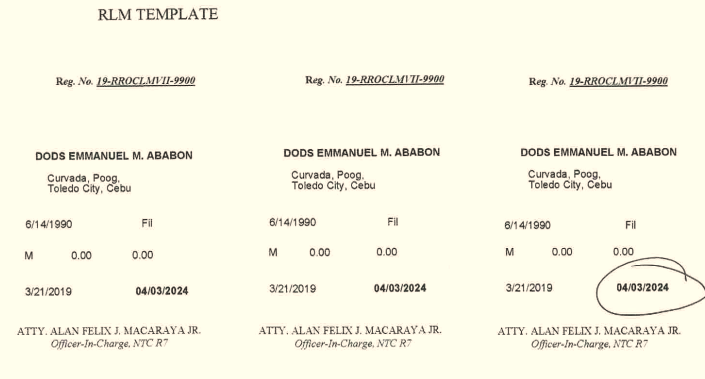 RLM TEMPLATE
Reg. No. 19-RROCLMVII-9900
DODS EMMANUEL M. ABABON
Curvada, Poog,
Toledo City, Cebu
6/14/1990 Fil
M 0.00 0.00
3/21/2019 04/03/2024
ATTY. ALAN FELIX J. MACARAYA JR.
Officer-In-Charge, NTC R7
Reg. No. 19-RROCLMVII-9900
DODS EMMANUEL M. ABABON
Curvada, Poog,
Toledo City, Cebu
6/14/1990 Fil
M 0.00 0.00
3/21/2019 04/03/2024
ATTY. ALAN FELIX J. MACARAYA JR.
Officer-In-Charge, NTC R7
Reg. No. 19-RROCLMVII-9900
DODS EMMANUEL M. ABABON
Curvada, Poog,
Toledo City, Cebu
6/14/1990 Fil
M 0.00 0.00
3/21/2019 04/03/2024
ATTY. ALAN FELIX J. MACARAYA JR.
Officer-In-Charge, NTC R7